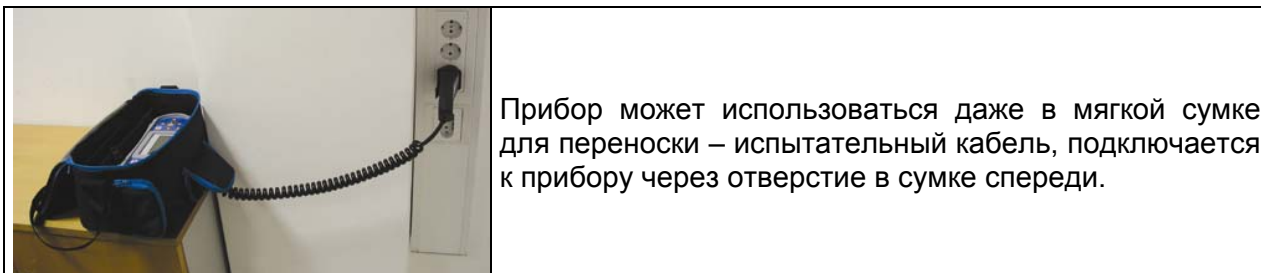 Прибор может использоваться даже в мягкой сумке
для переноски – испытательный кабель, подключается
к прибору через отверстие в сумке спереди.